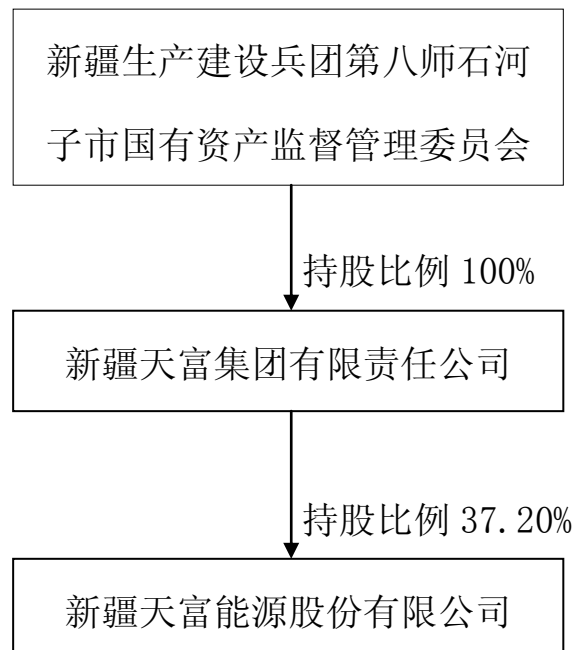 新疆生产建设兵团第八师石河
子市国有资产监督管理委员会
持股比例 100%
新疆天富集团有限责任公司
持股比例 37.20%
新疆天富能源股份有限公司